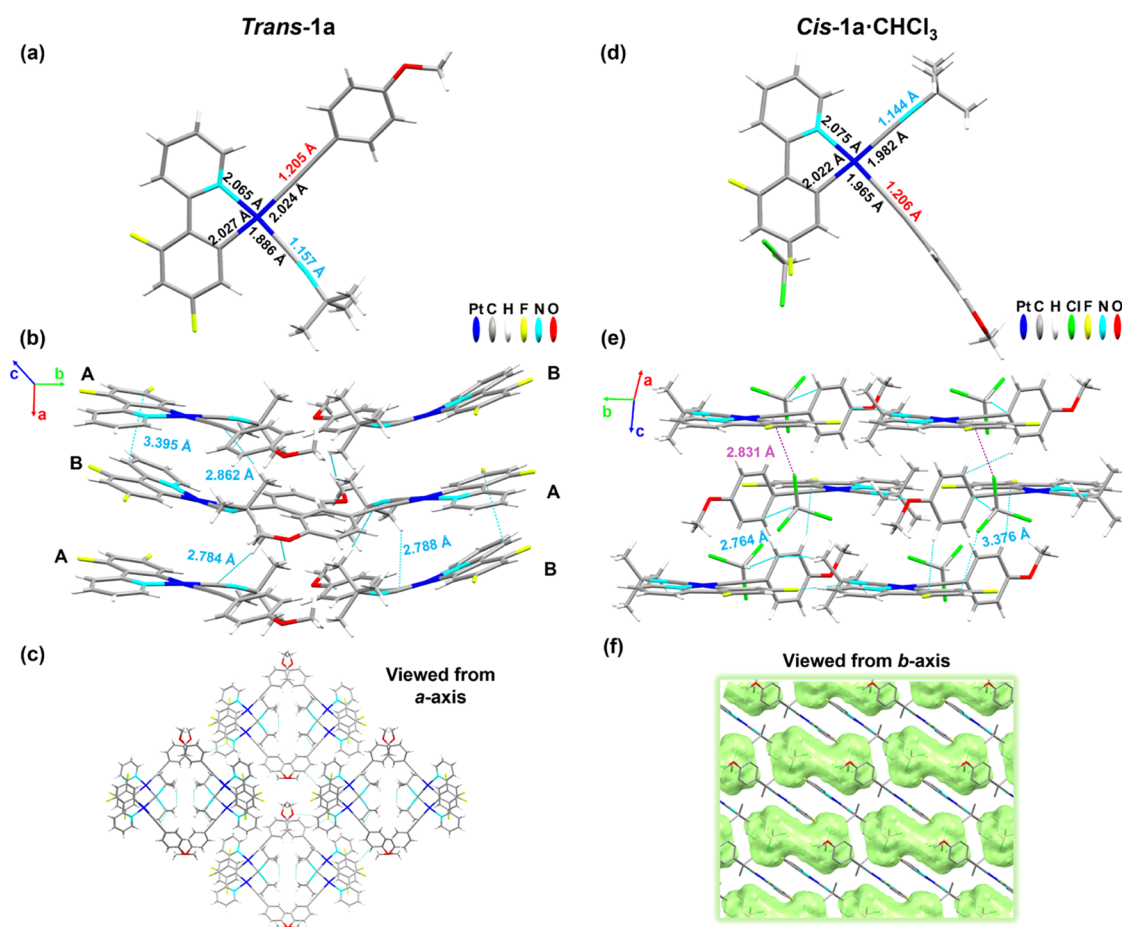 Trans-1a
Cis-1a·CHCl3
(a)
1.205 Å
2.065 Å
2.024 Å
2.027 Å
1.886 Å
1.157 Å
Pt C H F N O
(d)
1.144 Å
2.075 Å
1.982 Å
2.022 Å
1.965 Å
1.206 Å
Pt C H Cl F N O
(b)
c b a
A
B
3.395 Å
2.862 Å
B
A
2.784 Å
2.788 Å
A
B
(e)
a b c
2.831 Å
2.764 Å
3.376 Å
(c)
Viewed from
a-axis
(f)
Viewed from b-axis